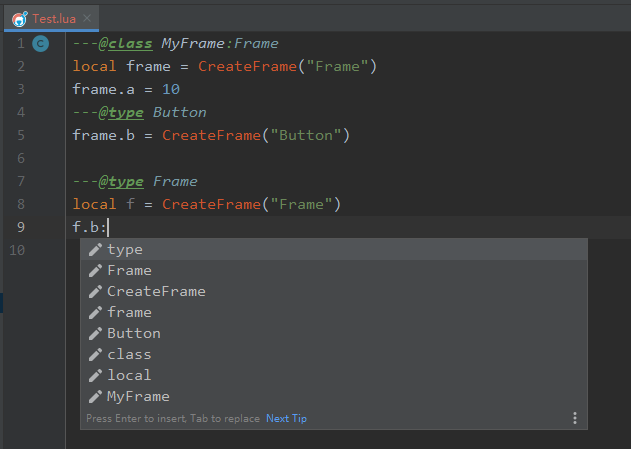 Test.lua
1 ---@class MyFrame:Frame
2 local frame = CreateFrame("Frame")
3 frame.a = 10
4 ---@type Button
5 frame.b = CreateFrame("Button")
6
7 ---@type Frame
8 local f = CreateFrame("Frame")
9 f.b:
10
type
Frame
CreateFrame
frame
Button
class
local
MyFrame
Press Enter to insert, Tab to replace Next Tip